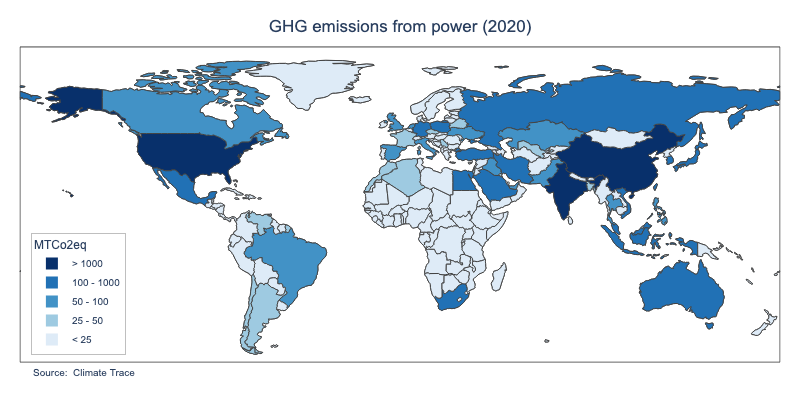 GHG emissions from power (2020)
MTCo2eq
> 1000
100 - 1000
50 - 100
25 - 50
< 25
Source: Climate Trace